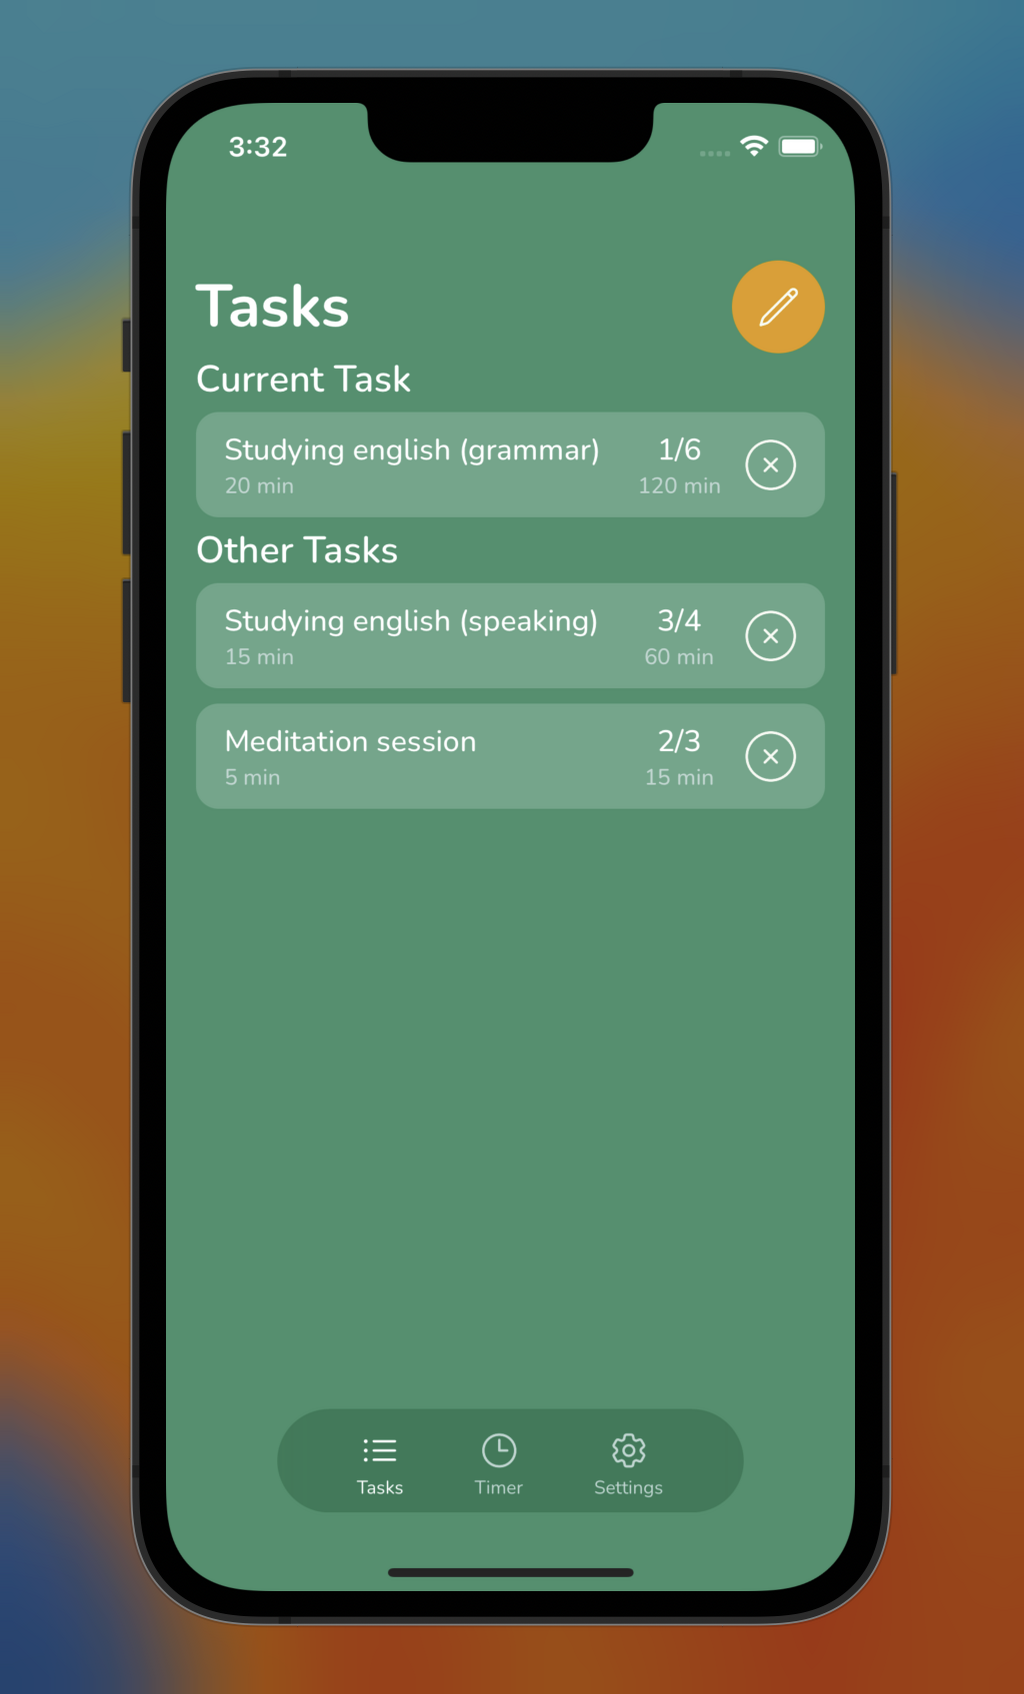 3:32
Tasks
Current Task
Studying english (grammar) 1/6
20 min 120 min
Other Tasks
Studying english (speaking) 3/4
15 min 60 min
Meditation session 2/3
5 min 15 min
Tasks Timer Settings